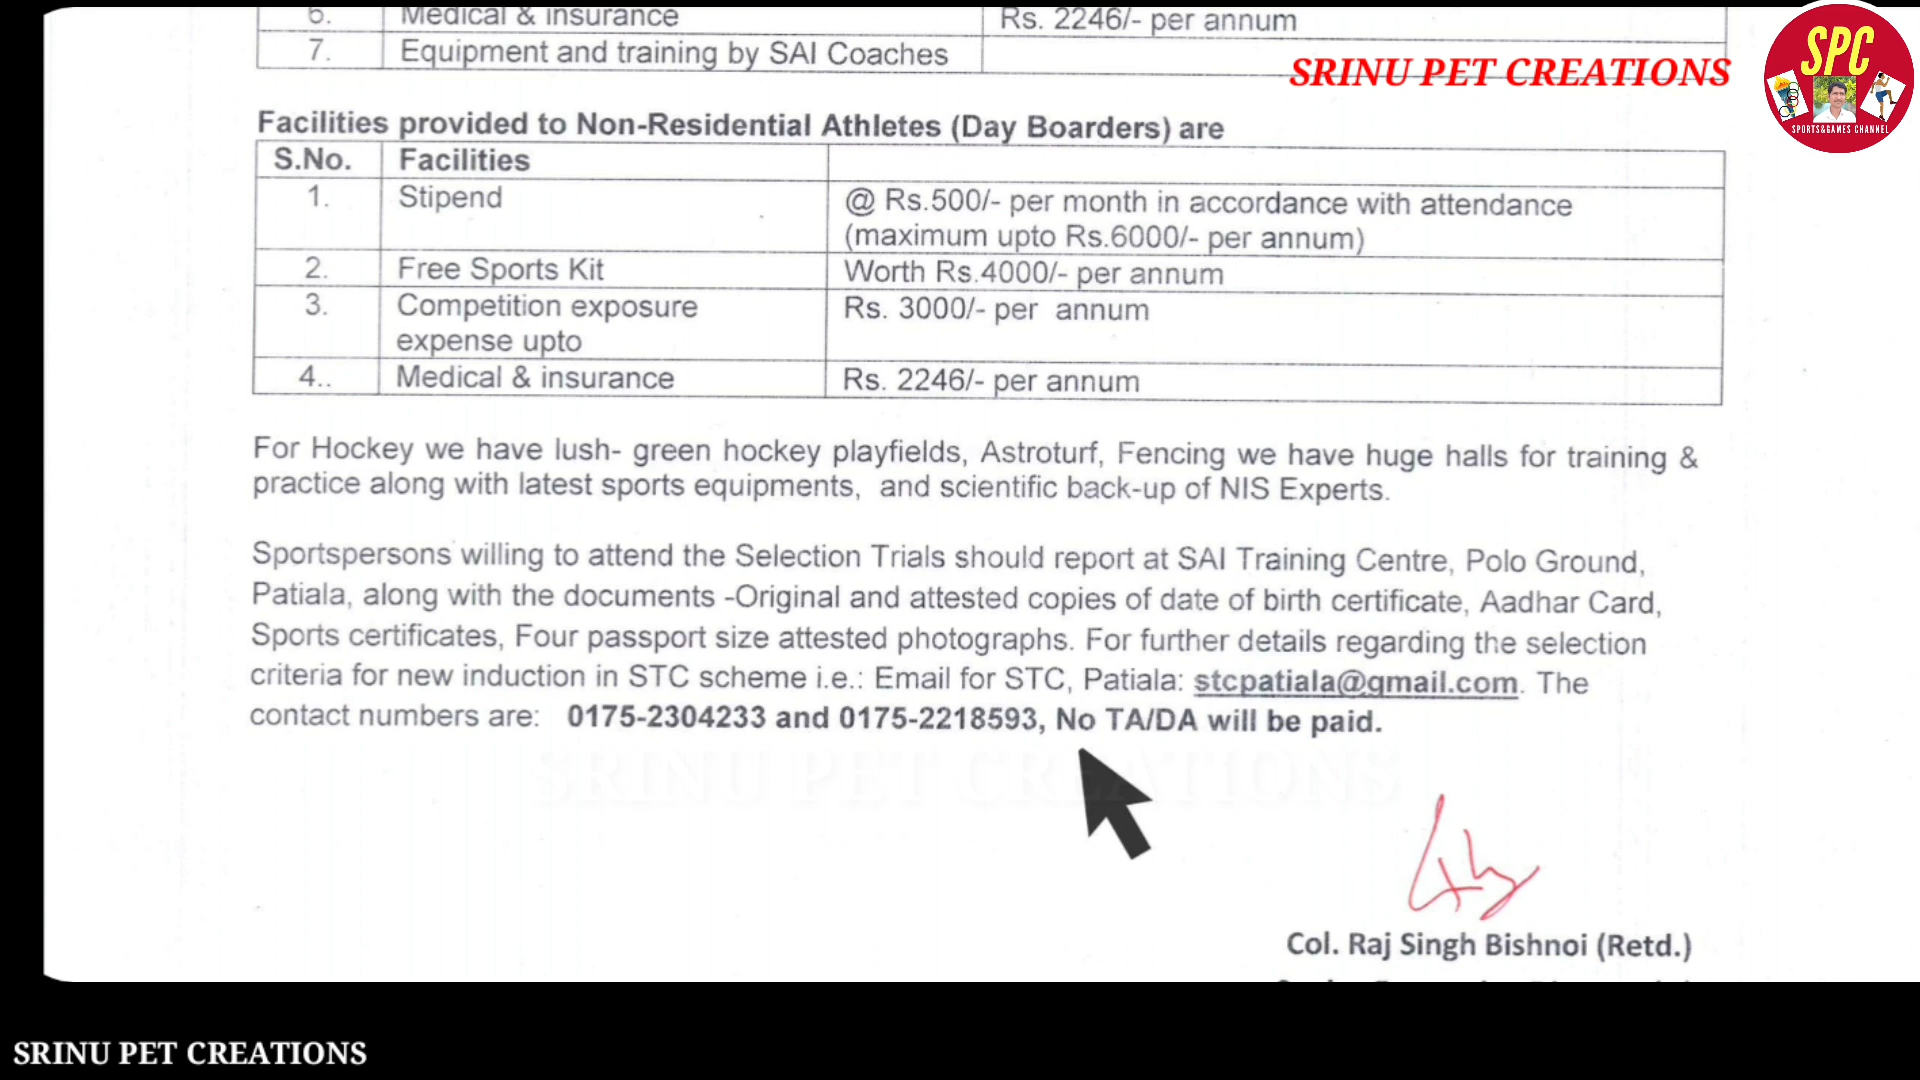 6. Medical & insurance Rs. 2246/- per annum
7. Equipment and training by SAI Coaches
SRINU PET CREATIONS
SPC
SPORTS&GAMES CHANNEL
Facilities provided to Non-Residential Athletes (Day Boarders) are
S.No. Facilities
1. Stipend @ Rs.500/- per month in accordance with attendance
(maximum upto Rs.6000/- per annum)
2. Free Sports Kit Worth Rs.4000/- per annum
3. Competition exposure Rs. 3000/- per annum
expense upto
4.. Medical & insurance Rs. 2246/- per annum
For Hockey we have lush- green hockey playfields, Astroturf, Fencing we have huge halls for training &
practice along with latest sports equipments, and scientific back-up of NIS Experts.
Sportspersons willing to attend the Selection Trials should report at SAI Training Centre, Polo Ground,
Patiala, along with the documents -Original and attested copies of date of birth certificate, Aadhar Card,
Sports certificates, Four passport size attested photographs. For further details regarding the selection
criteria for new induction in STC scheme i.e.: Email for STC, Patiala: stcpatiala@gmail.com. The
contact numbers are: 0175-2304233 and 0175-2218593, No TA/DA will be paid.
SRINU PET CREATIONS
Col. Raj Singh Bishnoi (Retd.)
SRINU PET CREATIONS